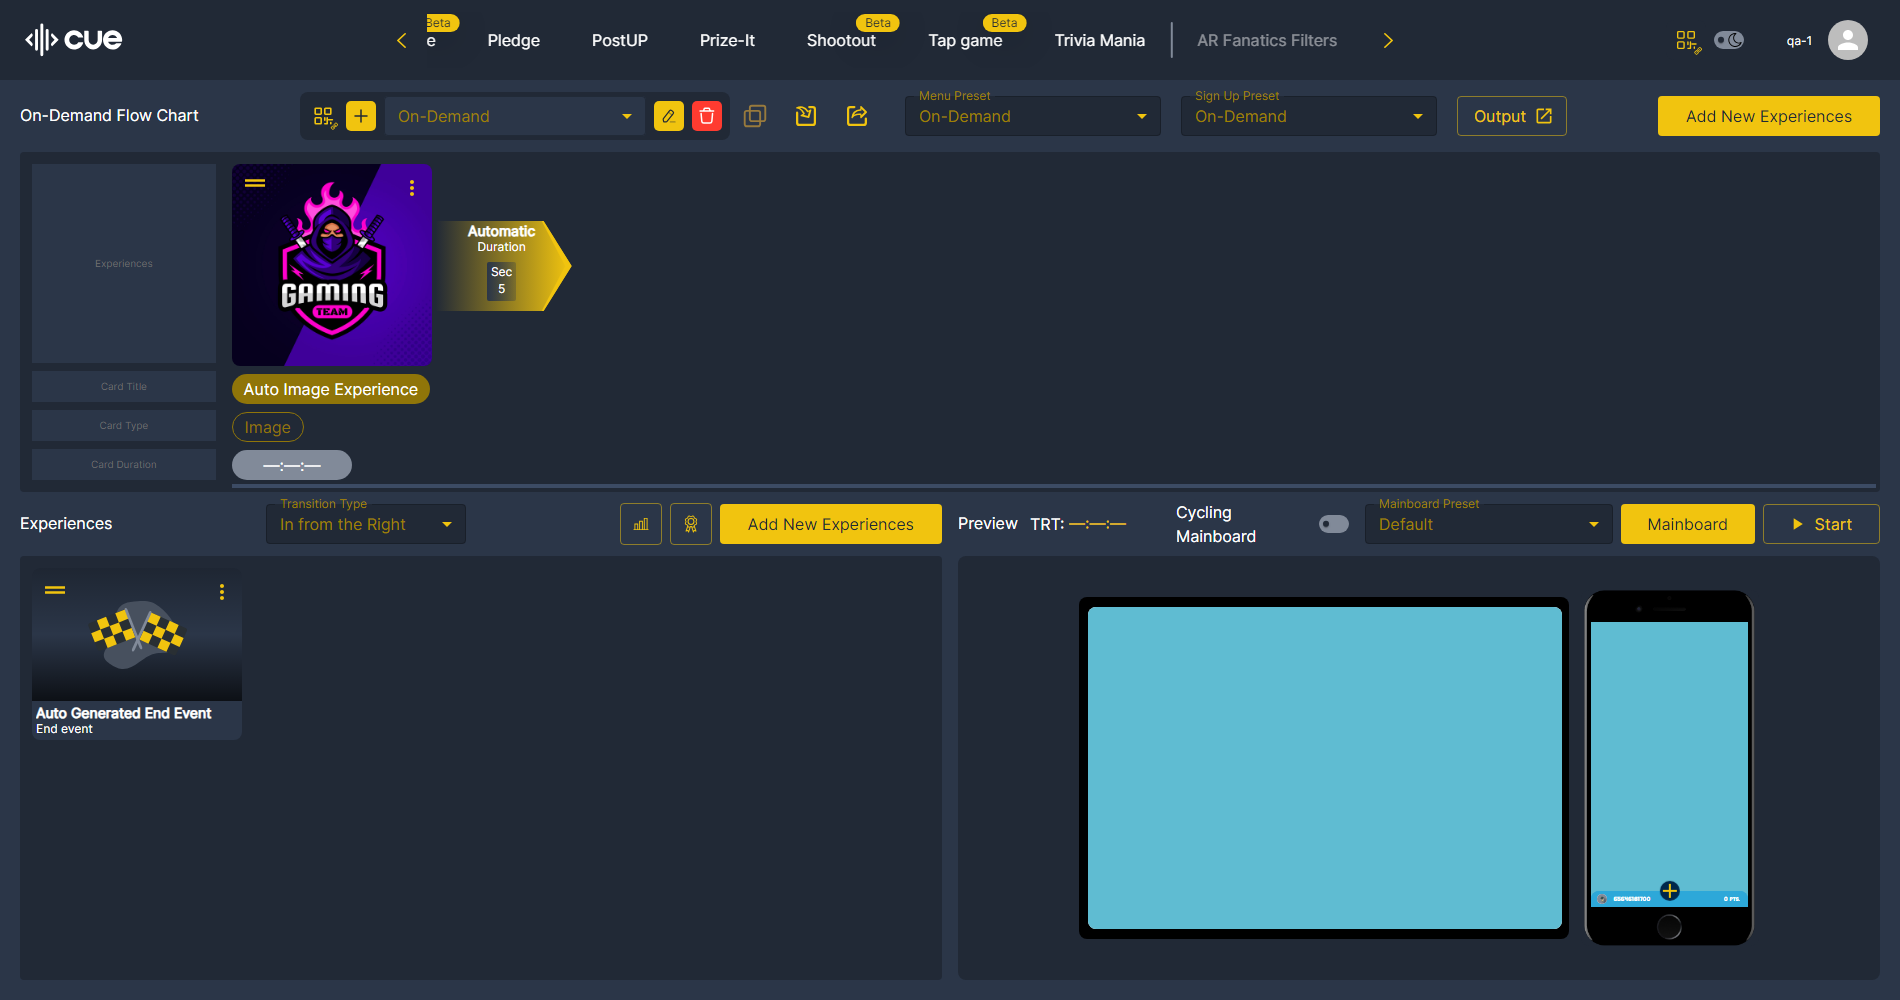 cue
e
Beta
Pledge
PostUP
Prize-It
Shootout
Beta
Tap game
Beta
Trivia Mania
AR Fanatics Filters
qa-1
On-Demand Flow Chart
On-Demand
Menu Preset
On-Demand
Sign Up Preset
On-Demand
Output
Add New Experiences
Experiences
GAMING
TEAM
Automatic
Duration
Sec
5
Card Title
Auto Image Experience
Card Type
Image
Card Duration
—:—:—
Experiences
Transition Type
In from the Right
Add New Experiences
Preview
TRT: —:—:—
Cycling
Mainboard
Mainboard Preset
Default
Mainboard
Start
Auto Generated End Event
End event
0 PTS.